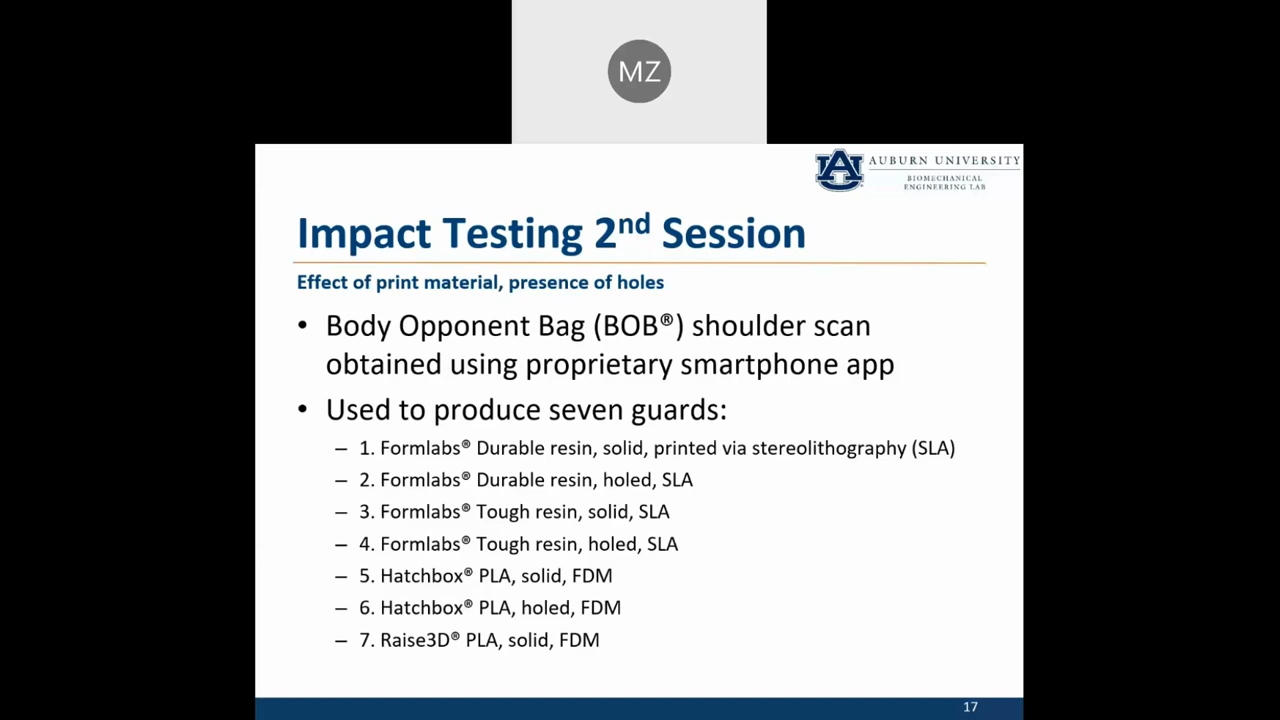 MZ
AUBURN UNIVERSITY
BIOMECHANICAL
ENGINEERING LAB
Impact Testing 2nd Session
Effect of print material, presence of holes
• Body Opponent Bag (BOB®) shoulder scan
obtained using proprietary smartphone app
• Used to produce seven guards:
– 1. Formlabs® Durable resin, solid, printed via stereolithography (SLA)
– 2. Formlabs® Durable resin, holed, SLA
– 3. Formlabs® Tough resin, solid, SLA
– 4. Formlabs® Tough resin, holed, SLA
– 5. Hatchbox® PLA, solid, FDM
– 6. Hatchbox® PLA, holed, FDM
– 7. Raise3D® PLA, solid, FDM
17